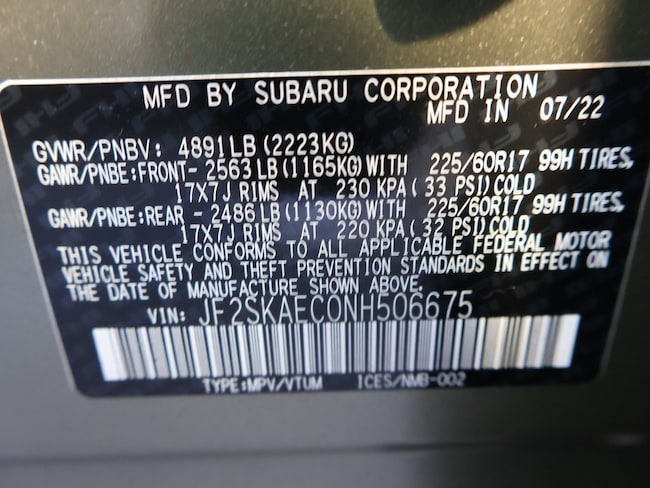 MFD BY SUBARU CORPORATION
MFD IN 07/22
GVWR/PNBV: 4891LB (2223KG)
GAWR/PNBE:FRONT- 2563LB(1165KG)WITH 225/60R17 99H TIRES,
17X7J RIMS AT 230 KPA(33 PSI)COLD
GAWR/PNBE:REAR - 2486LB(1130KG)WITH 225/60R17 99H TIRES,
17X7J RIMS AT 220 KPA(32 PSI)COLD
THIS VEHICLE CONFORMS TO ALL APPLICABLE FEDERAL MOTOR
VEHICLE SAFETY AND THEFT PREVENTION STANDARDS IN EFFECT ON
THE DATE OF MANUFACTURE SHOWN ABOVE.
VIN: JF2SKAEC0NH506675
TYPE:MPV/VTUM ICES/NMB-002